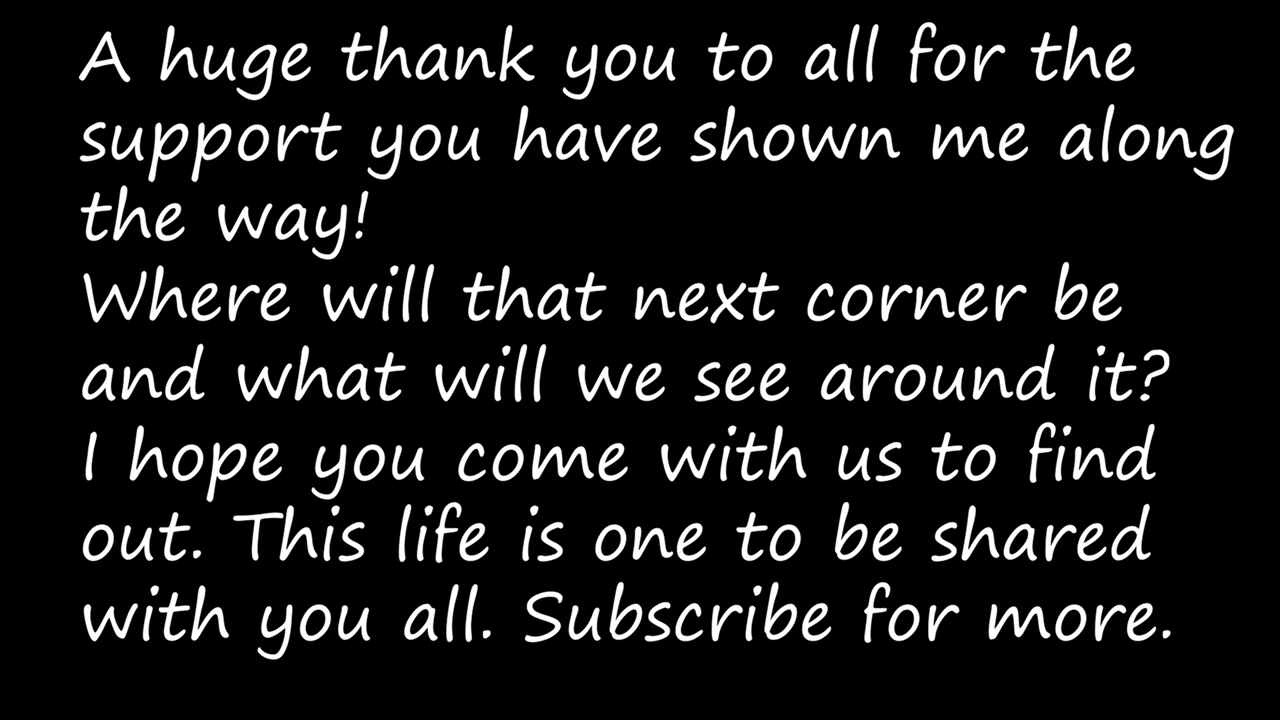 A huge thank you to all for the
support you have shown me along
the way!
Where will that next corner be
and what will we see around it?
I hope you come with us to find
out. This life is one to be shared
with you all. Subscribe for more.